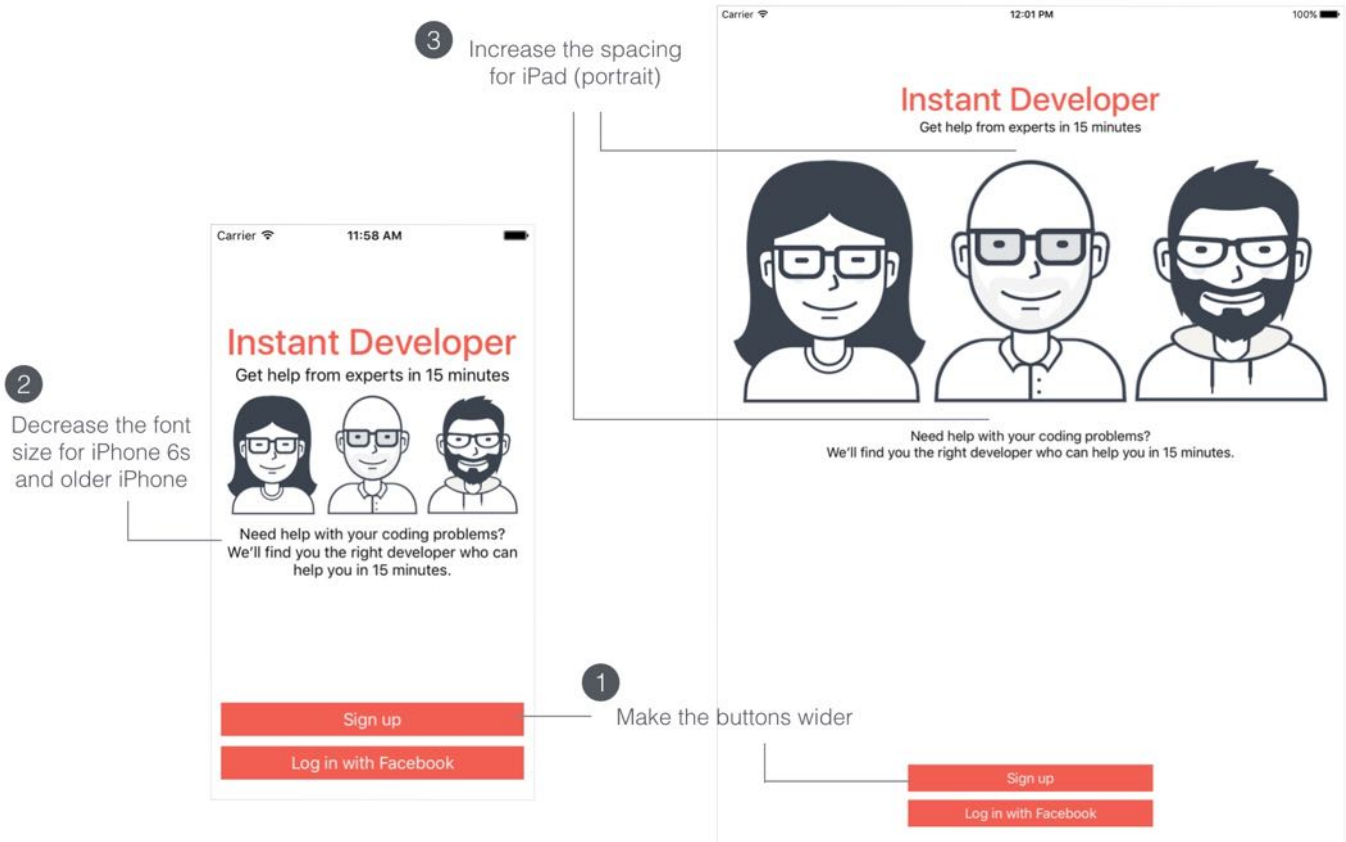 3
Increase the spacing
for iPad (portrait)
Carrier
12:01 PM
100%
Instant Developer
Get help from experts in 15 minutes
Need help with your coding problems?
We'll find you the right developer who can help you in 15 minutes.
Sign up
Log in with Facebook
Carrier
11:58 AM
Instant Developer
Get help from experts in 15 minutes
Need help with your coding problems?
We'll find you the right developer who can
help you in 15 minutes.
Sign up
Log in with Facebook
2
Decrease the font
size for iPhone 6s
and older iPhone
1
Make the buttons wider